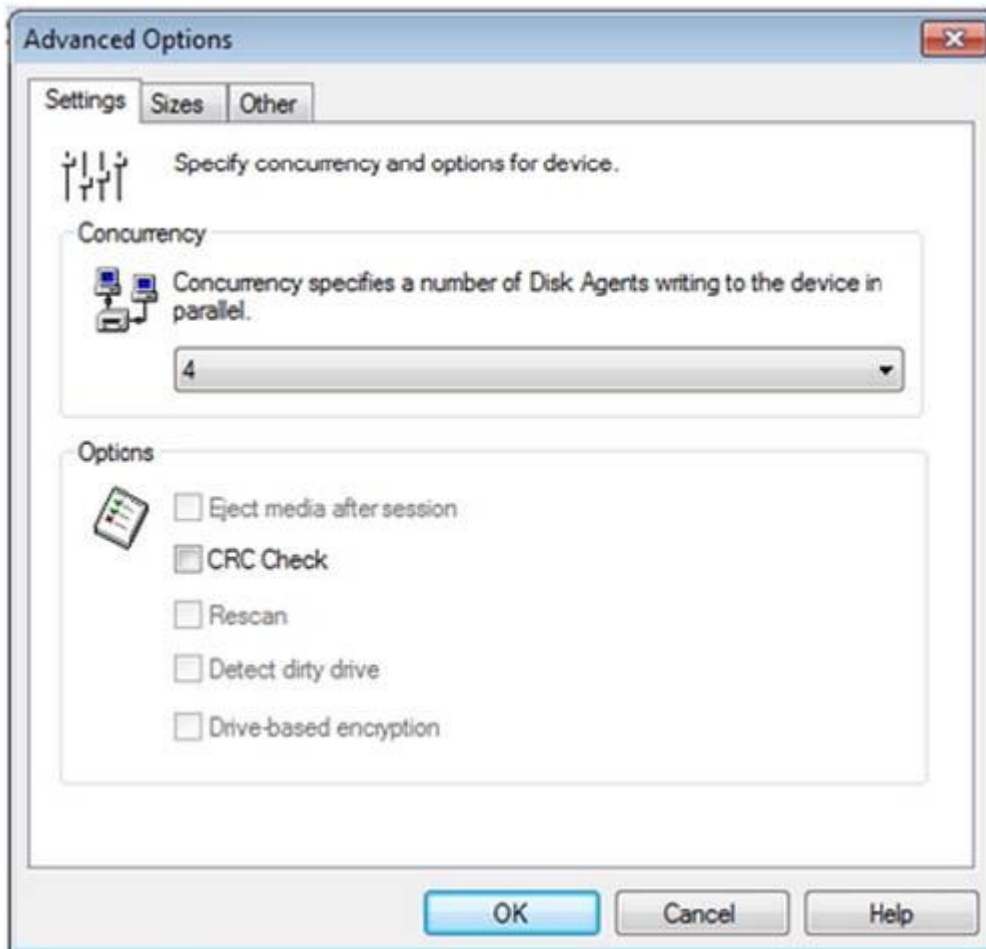 Advanced Options
Settings Sizes Other
Specify concurrency and options for device.
Concurrency
Concurrency specifies a number of Disk Agents writing to the device in
parallel.
4
Options
Eject media after session
CRC Check
Rescan
Detect dirty drive
Drive-based encryption
OK Cancel Help